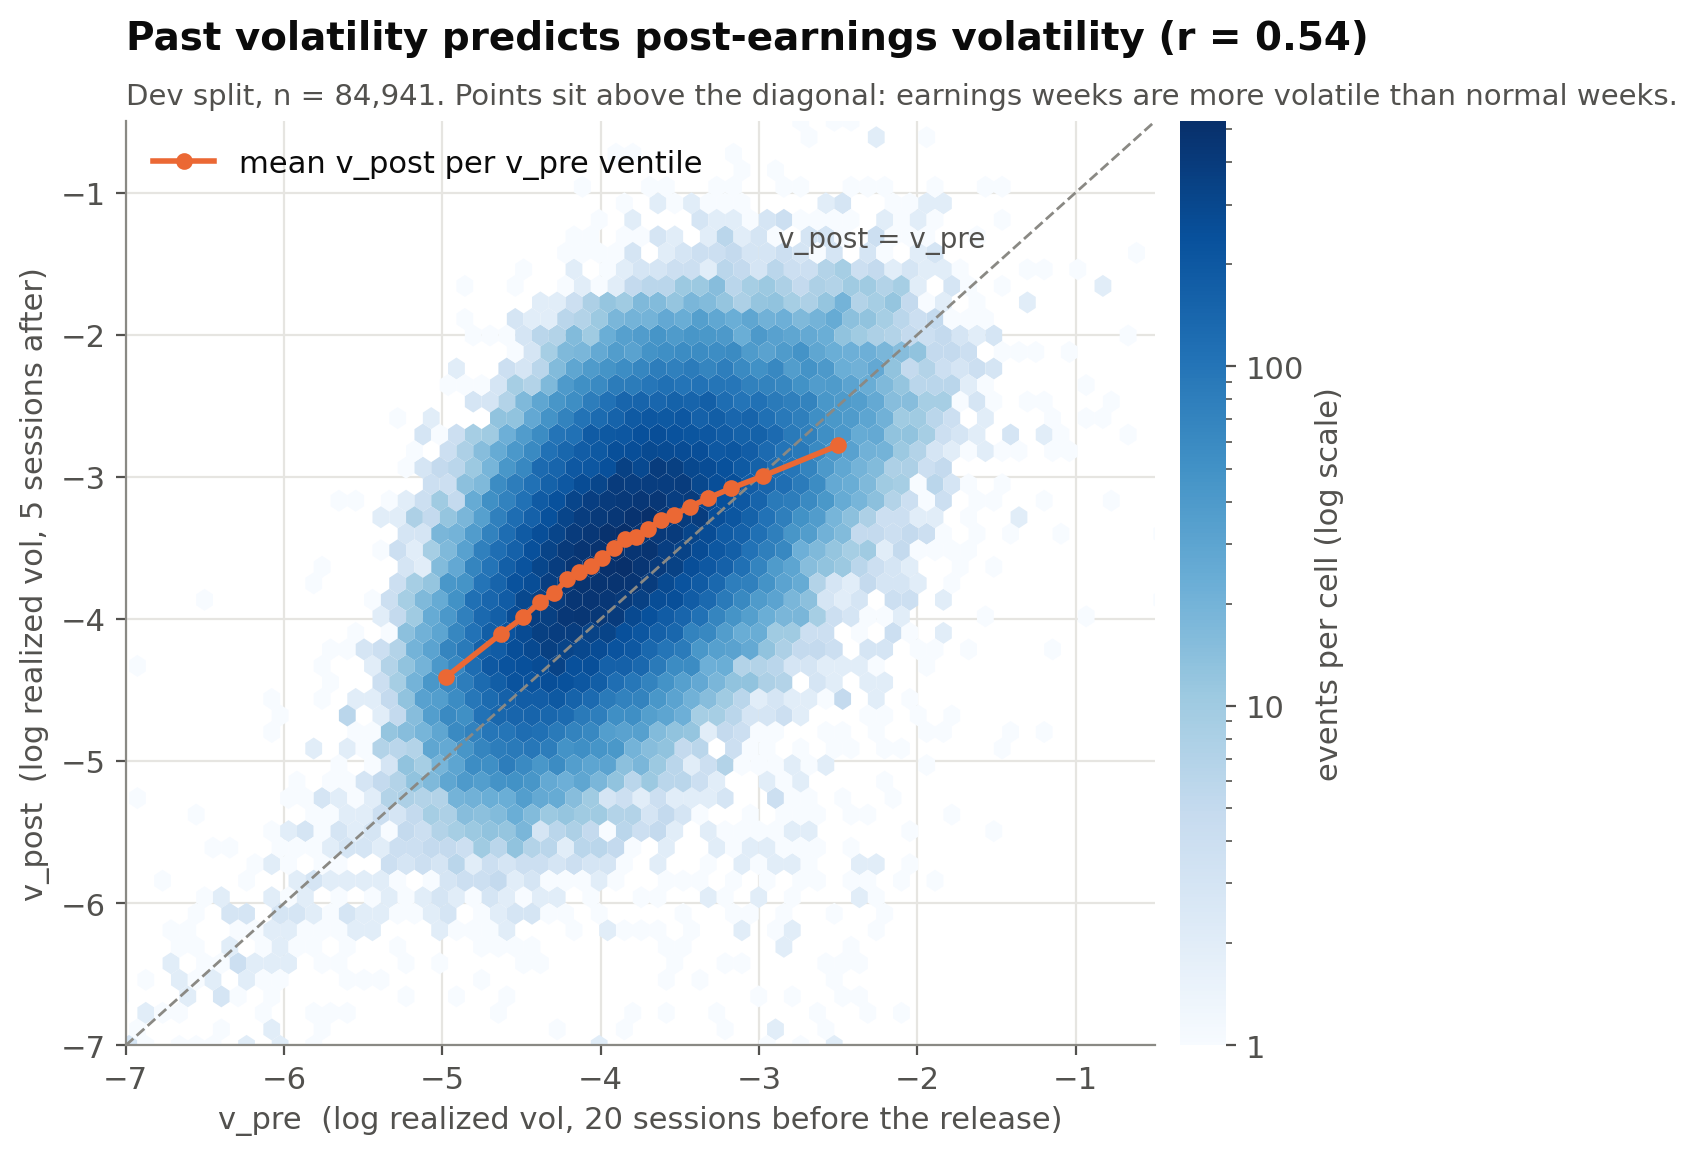 Past volatility predicts post-earnings volatility (r = 0.54)
Dev split, n = 84,941. Points sit above the diagonal: earnings weeks are more volatile than normal weeks.
mean v_post per v_pre ventile
v_post = v_pre
v_post (log realized vol, 5 sessions after)
−1
−2
−3
−4
−5
−6
−7
−7
−6
−5
−4
−3
−2
−1
v_pre (log realized vol, 20 sessions before the release)
100
10
1
events per cell (log scale)